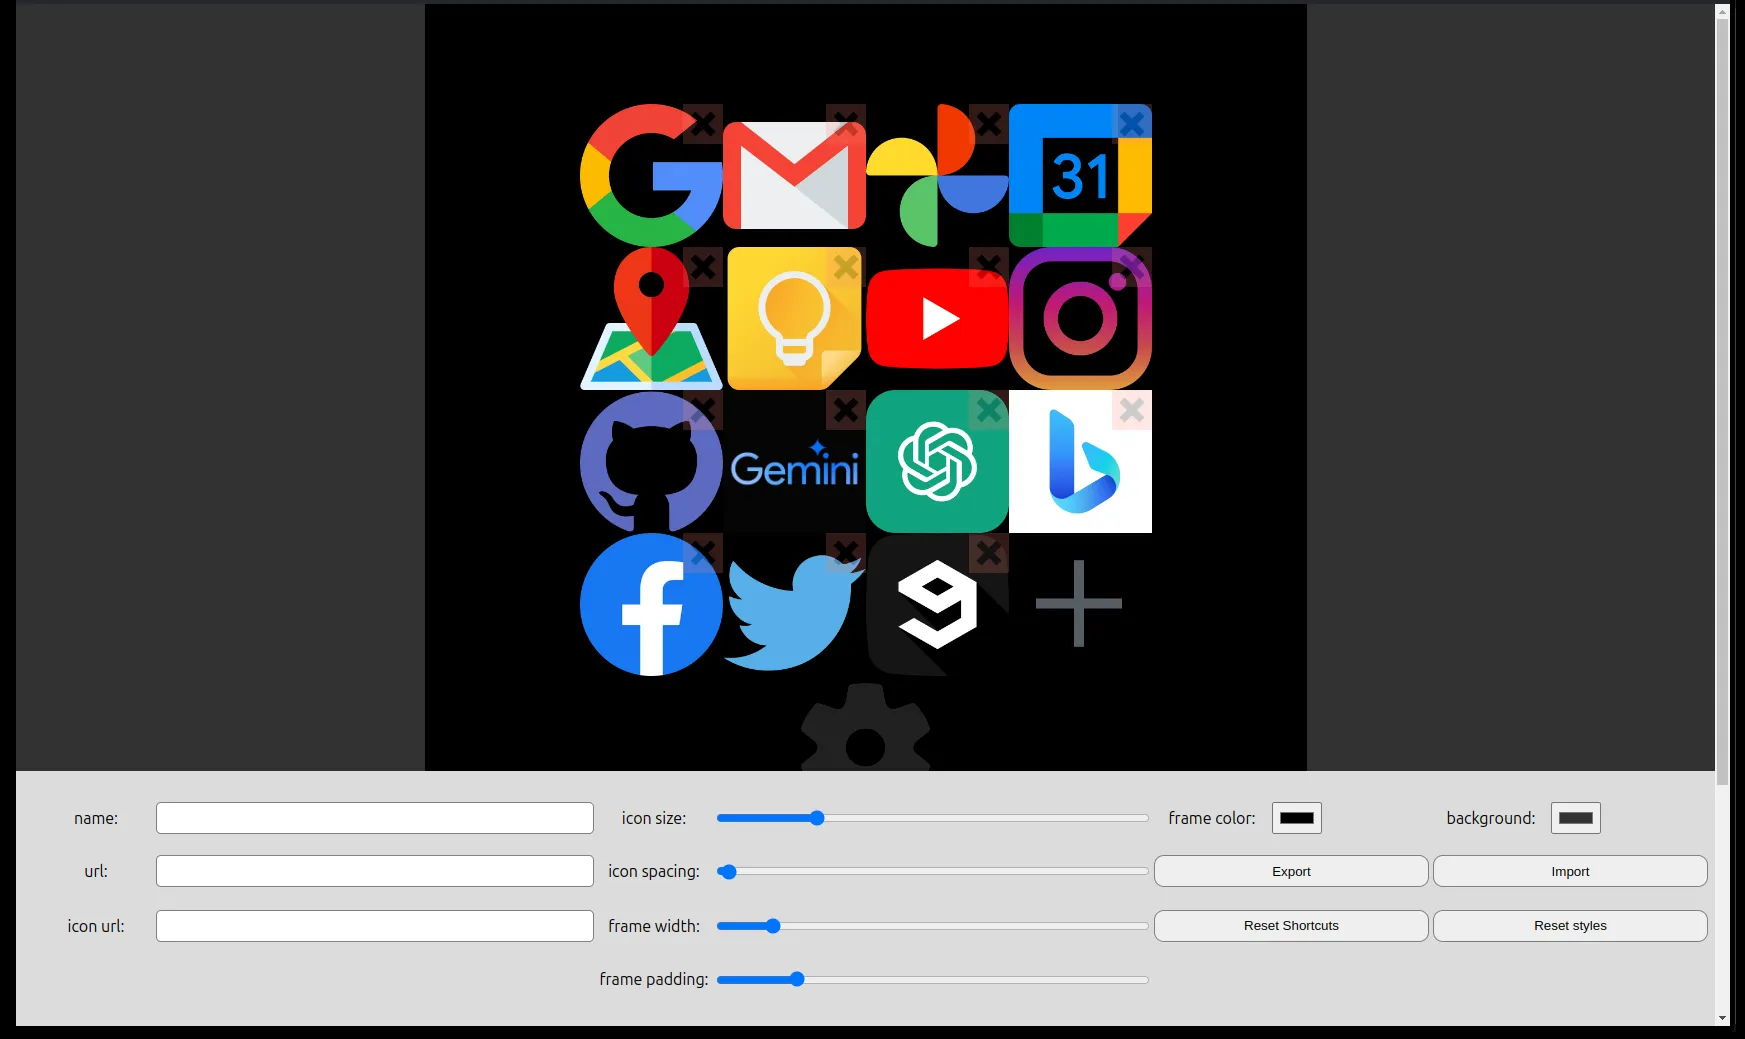 31
Gemini
name:
icon size:
frame color:
background:
url:
icon spacing:
Export
Import
icon url:
frame width:
Reset Shortcuts
Reset styles
frame padding: